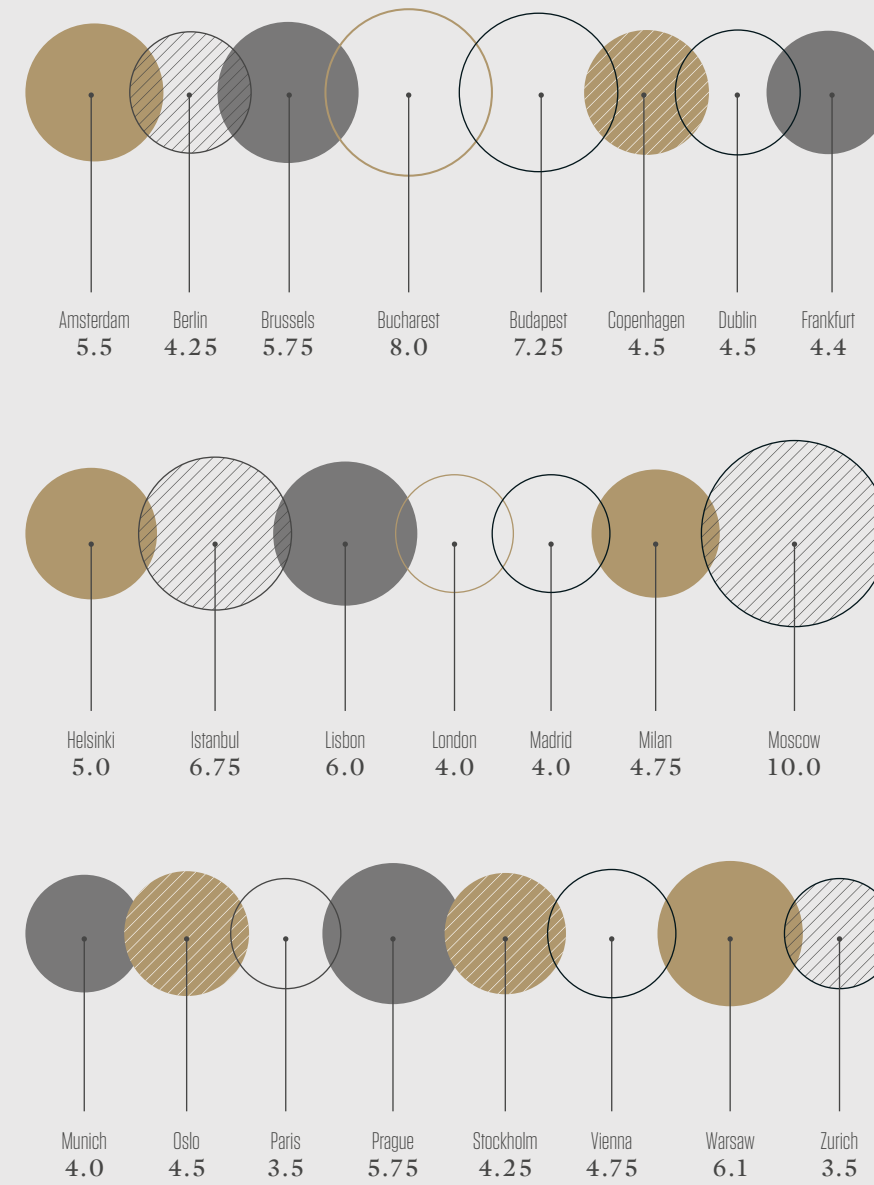 Amsterdam Berlin Brussels Bucharest Budapest Copenhagen Dublin Frankfurt
5.5 4.25 5.75 8.0 7.25 4.5 4.5 4.4
Helsinki Istanbul Lisbon London Madrid Milan Moscow
5.0 6.75 6.0 4.0 4.0 4.75 10.0
Munich Oslo Paris Prague Stockholm Vienna Warsaw Zurich
4.0 4.5 3.5 5.75 4.25 4.75 6.1 3.5